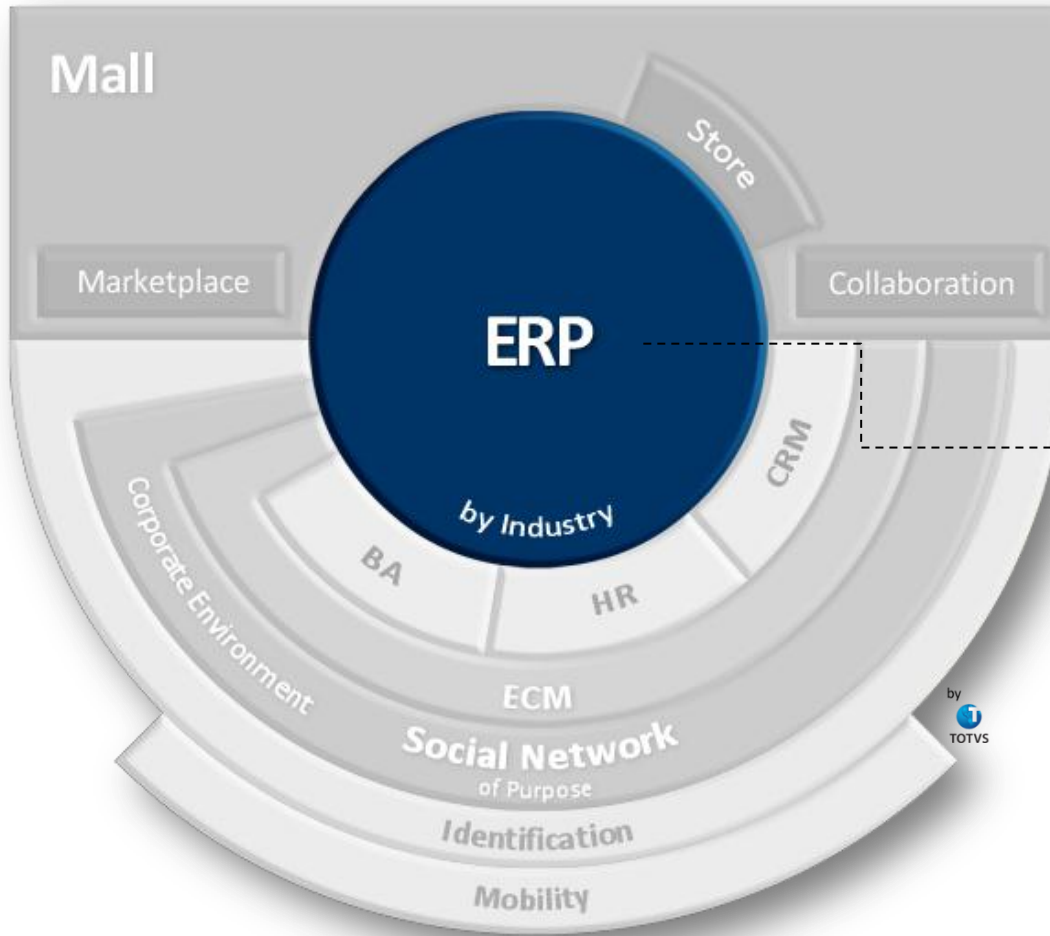 Mall
Store
Marketplace
Collaboration
ERP
by Industry
CRM
BA
HR
Corporate Environment
ECM
Social Network
of Purpose
Identification
Mobility
by
TOTVS